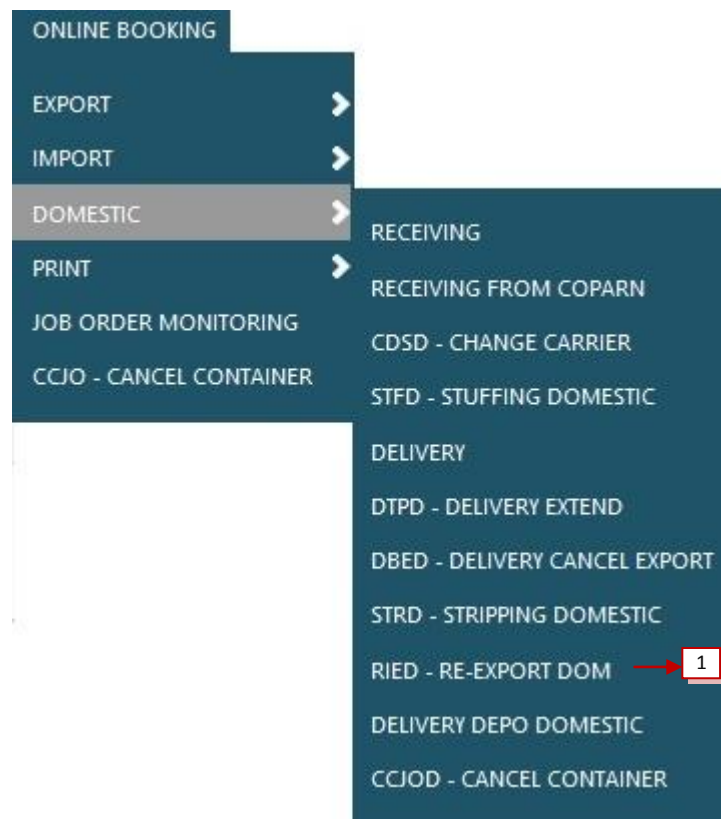 ONLINE BOOKING
EXPORT
IMPORT
DOMESTIC
PRINT
JOB ORDER MONITORING
CCJO - CANCEL CONTAINER
RECEIVING
RECEIVING FROM COPARN
CDSD - CHANGE CARRIER
STFD - STUFFING DOMESTIC
DELIVERY
DTPD - DELIVERY EXTEND
DBED - DELIVERY CANCEL EXPORT
STRD - STRIPPING DOMESTIC
RIED - RE-EXPORT DOM
1
DELIVERY DEPO DOMESTIC
CCJOD - CANCEL CONTAINER